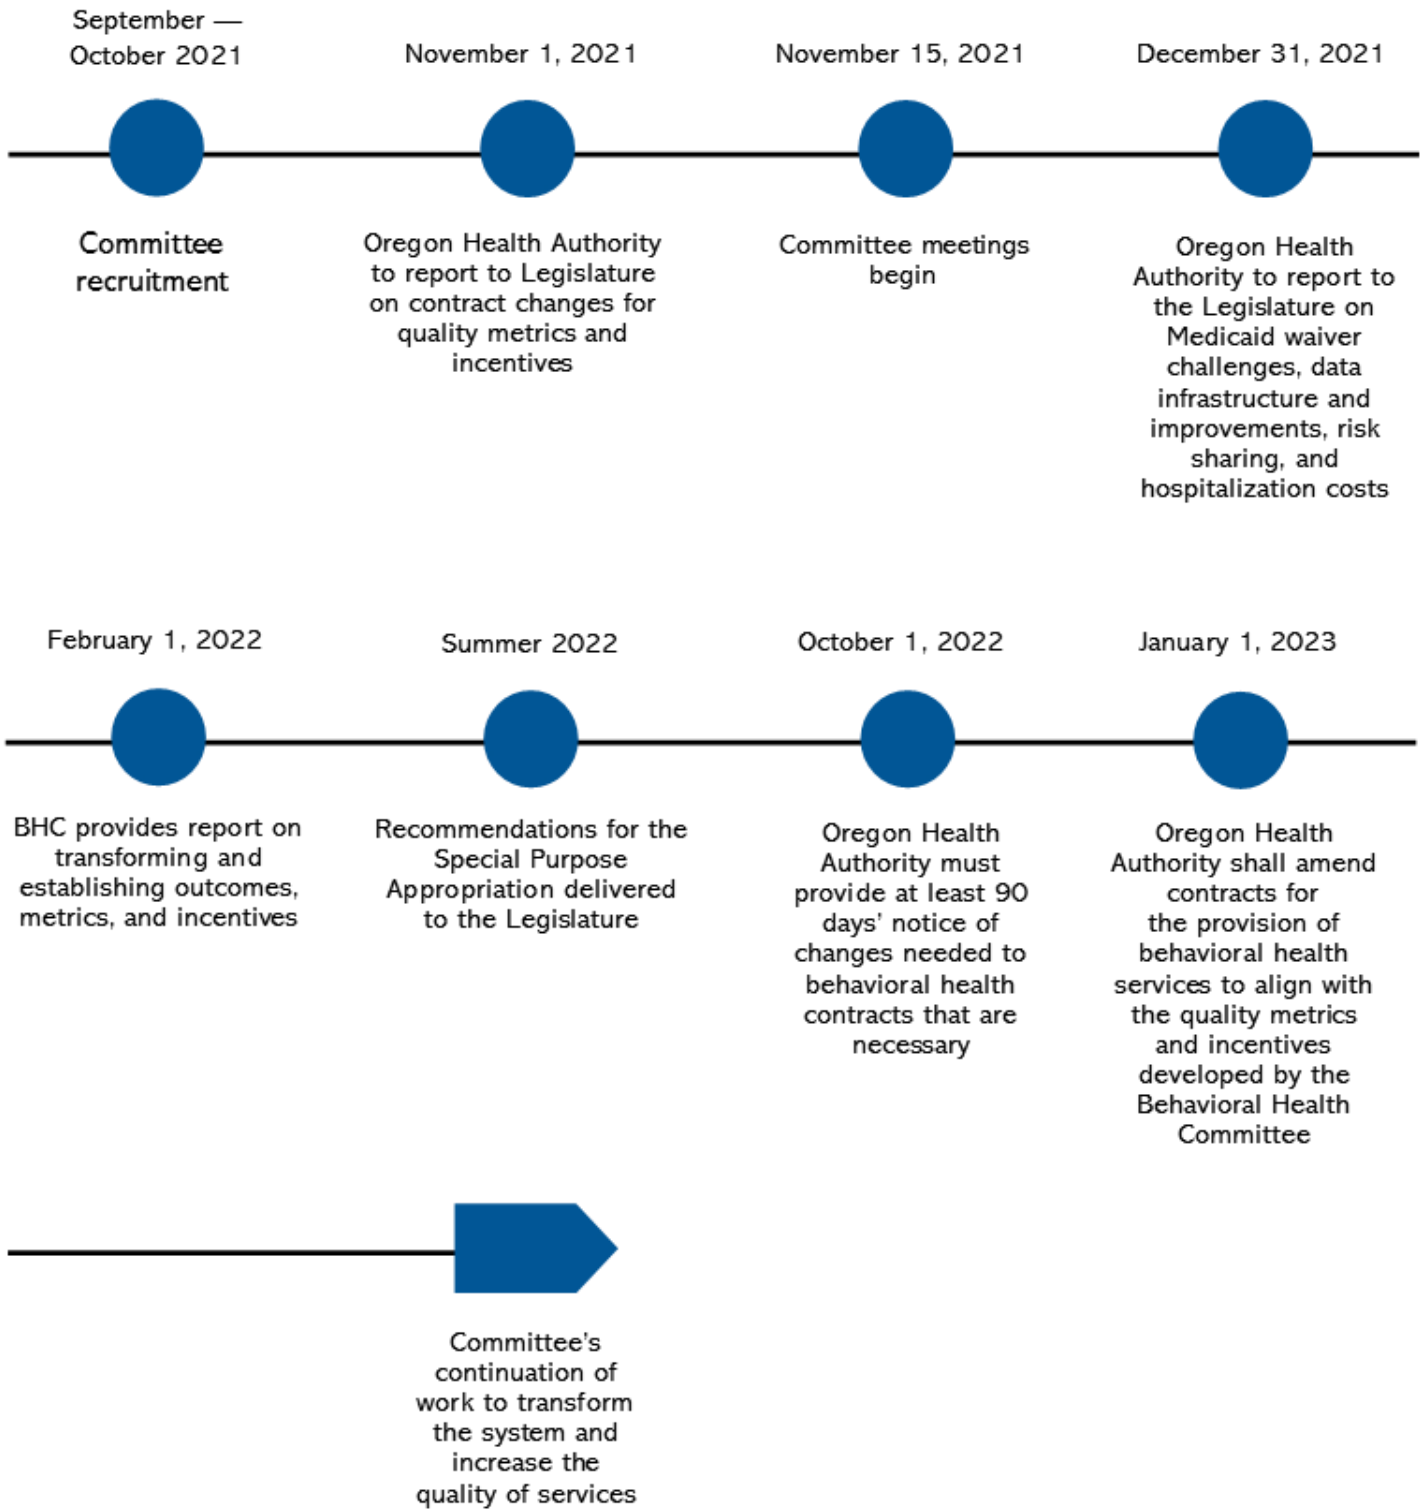 September —
October 2021
Committee
recruitment
November 1, 2021
Oregon Health Authority
to report to Legislature
on contract changes for
quality metrics and
incentives
November 15, 2021
Committee meetings
begin
December 31, 2021
Oregon Health
Authority to report to
the Legislature on
Medicaid waiver
challenges, data
infrastructure and
improvements, risk
sharing, and
hospitalization costs
February 1, 2022
BHC provides report on
transforming and
establishing outcomes,
metrics, and incentives
Summer 2022
Recommendations for the
Special Purpose
Appropriation delivered
to the Legislature
October 1, 2022
Oregon Health
Authority must
provide at least 90
days' notice of
changes needed to
behavioral health
contracts that are
necessary
January 1, 2023
Oregon Health
Authority shall amend
contracts for
the provision of
behavioral health
services to align with
the quality metrics
and incentives
developed by the
Behavioral Health
Committee
Committee's
continuation of
work to transform
the system and
increase the
quality of services